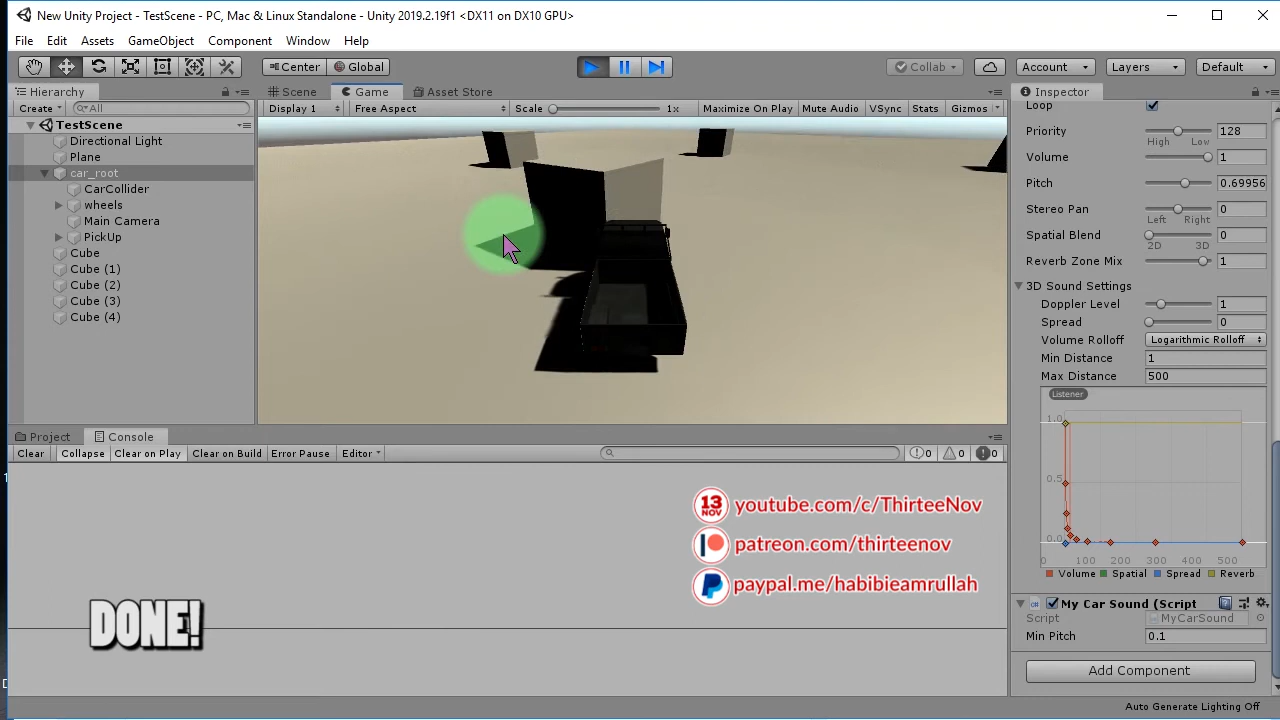 New Unity Project - TestScene - PC, Mac & Linux Standalone - Unity 2019.2.19f1 <DX11 on DX10 GPU>
File Edit Assets GameObject Component Window Help
Center Global Collab Account Layers Default
Hierarchy
Create All
TestScene
Directional Light
Plane
car_root
CarCollider
wheels
Main Camera
PickUp
Cube
Cube (1)
Cube (2)
Cube (3)
Cube (4)
Scene Game Asset Store
Display 1 Free Aspect Scale 1x Maximize On Play Mute Audio VSync Stats Gizmos
Project Console
Clear Collapse Clear on Play Clear on Build Error Pause Editor 0 0 0
13 NOV youtube.com/c/ThirteeNov
patreon.com/thirteenov
paypal.me/habibieamrullah
DONE!
Inspector
Loop
Priority 128
High Low
Volume 1
Pitch 0.69956
Stereo Pan 0
Left Right
Spatial Blend 0
2D 3D
Reverb Zone Mix 1
3D Sound Settings
Doppler Level 1
Spread 0
Volume Rolloff Logarithmic Rolloff
Min Distance 1
Max Distance 500
Listener
1.0
0.5
0.0
0 100 200 300 400 500
Volume Spatial Spread Reverb
My Car Sound (Script
Script MyCarSound
Min Pitch 0.1
Add Component
Auto Generate Lighting Off